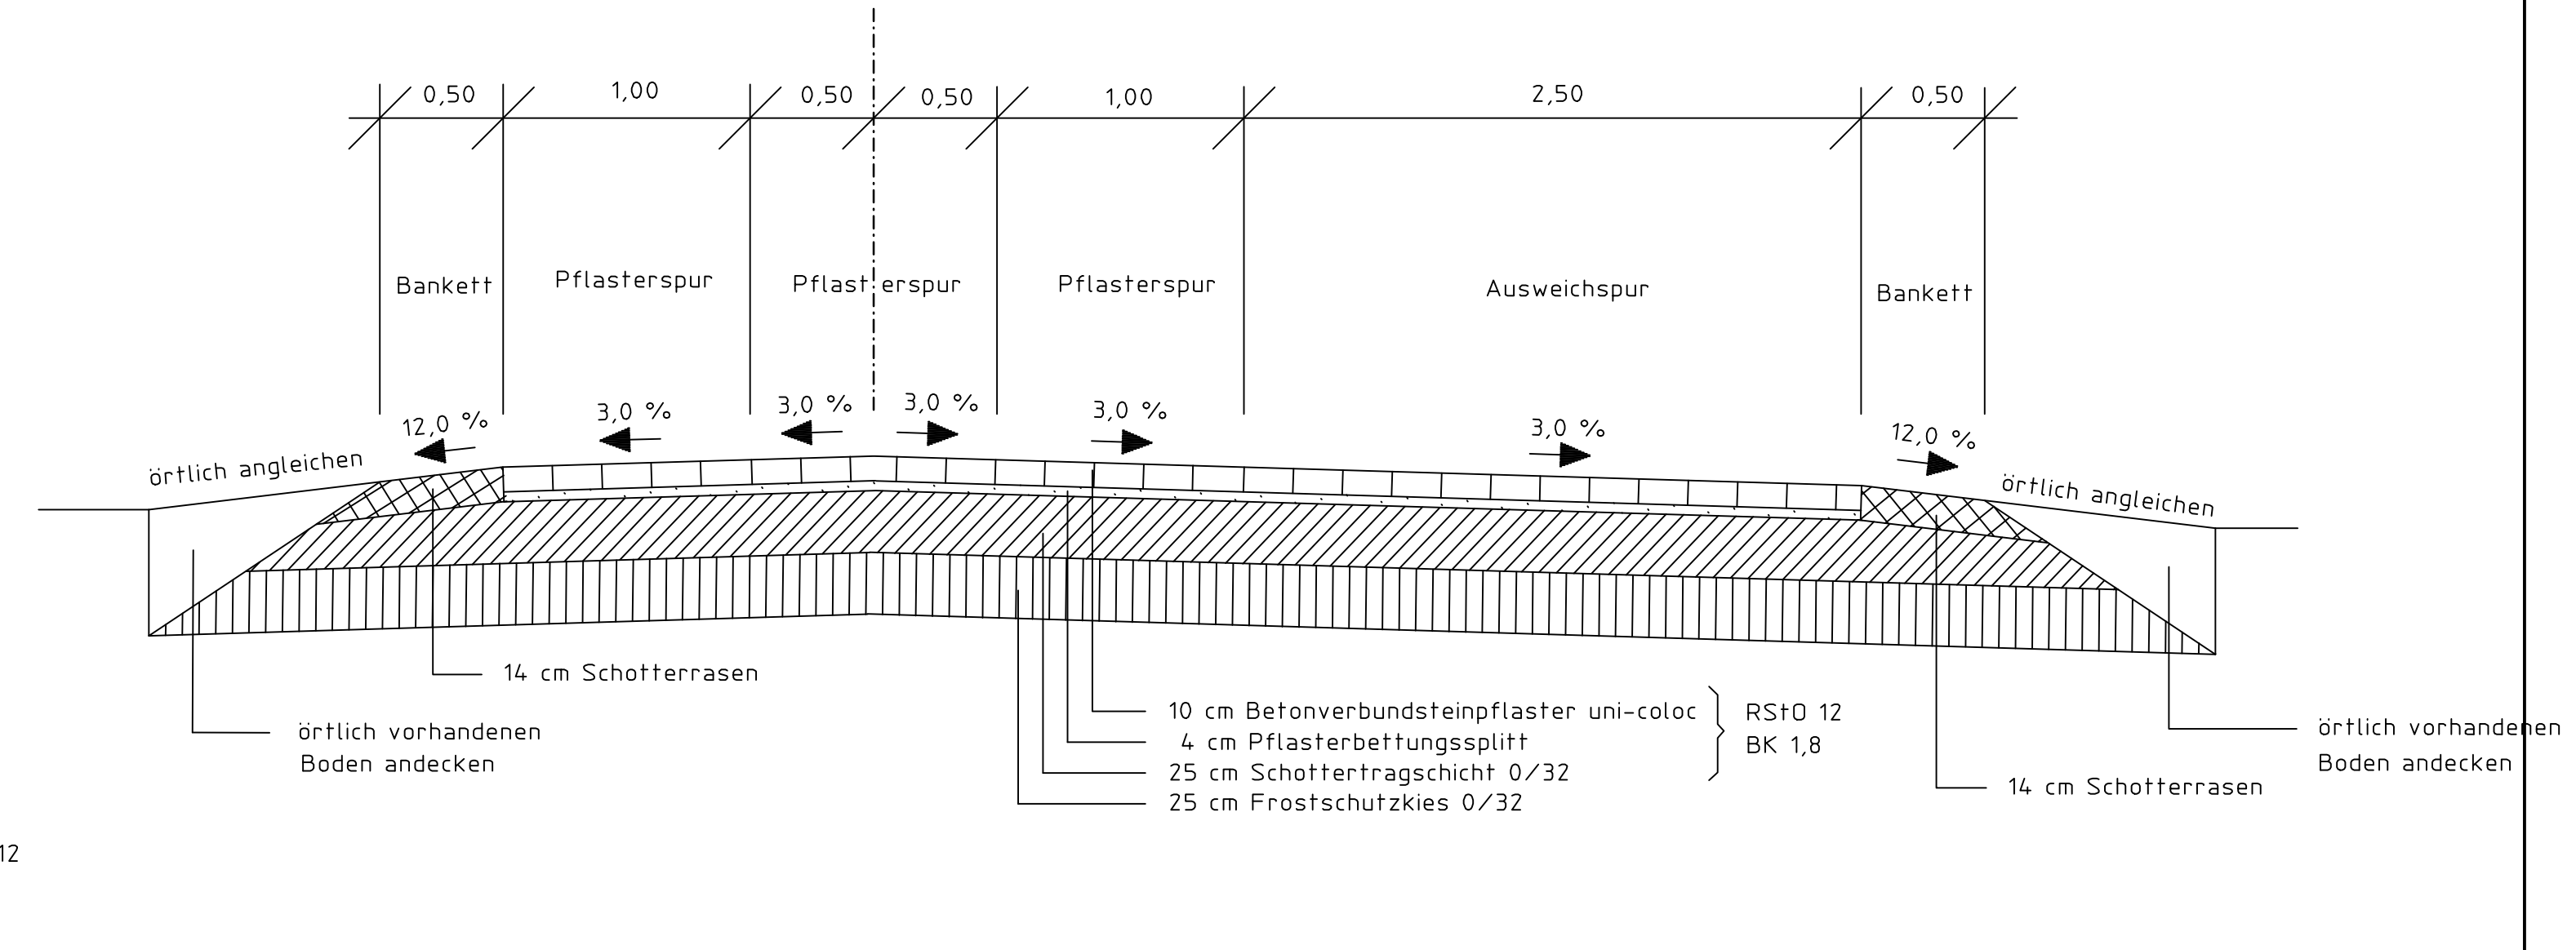 0,50
1,00
0,50
0,50
1,00
2,50
0,50
Bankett
Pflasterspur
Pflasterspur
Pflasterspur
Ausweichspur
Bankett
12,0 %
3,0 %
3,0 %
3,0 %
3,0 %
3,0 %
12,0 %
örtlich angleichen
örtlich angleichen
14 cm Schotterrasen
örtlich vorhandenen
Boden andecken
10 cm Betonverbundsteinpflaster uni-coloc
4 cm Pflasterbettungssplitt
25 cm Schottertragschicht 0/32
25 cm Frostschutzkies 0/32
RStO 12
BK 1,8
14 cm Schotterrasen
örtlich vorhandenen
Boden andecken
12